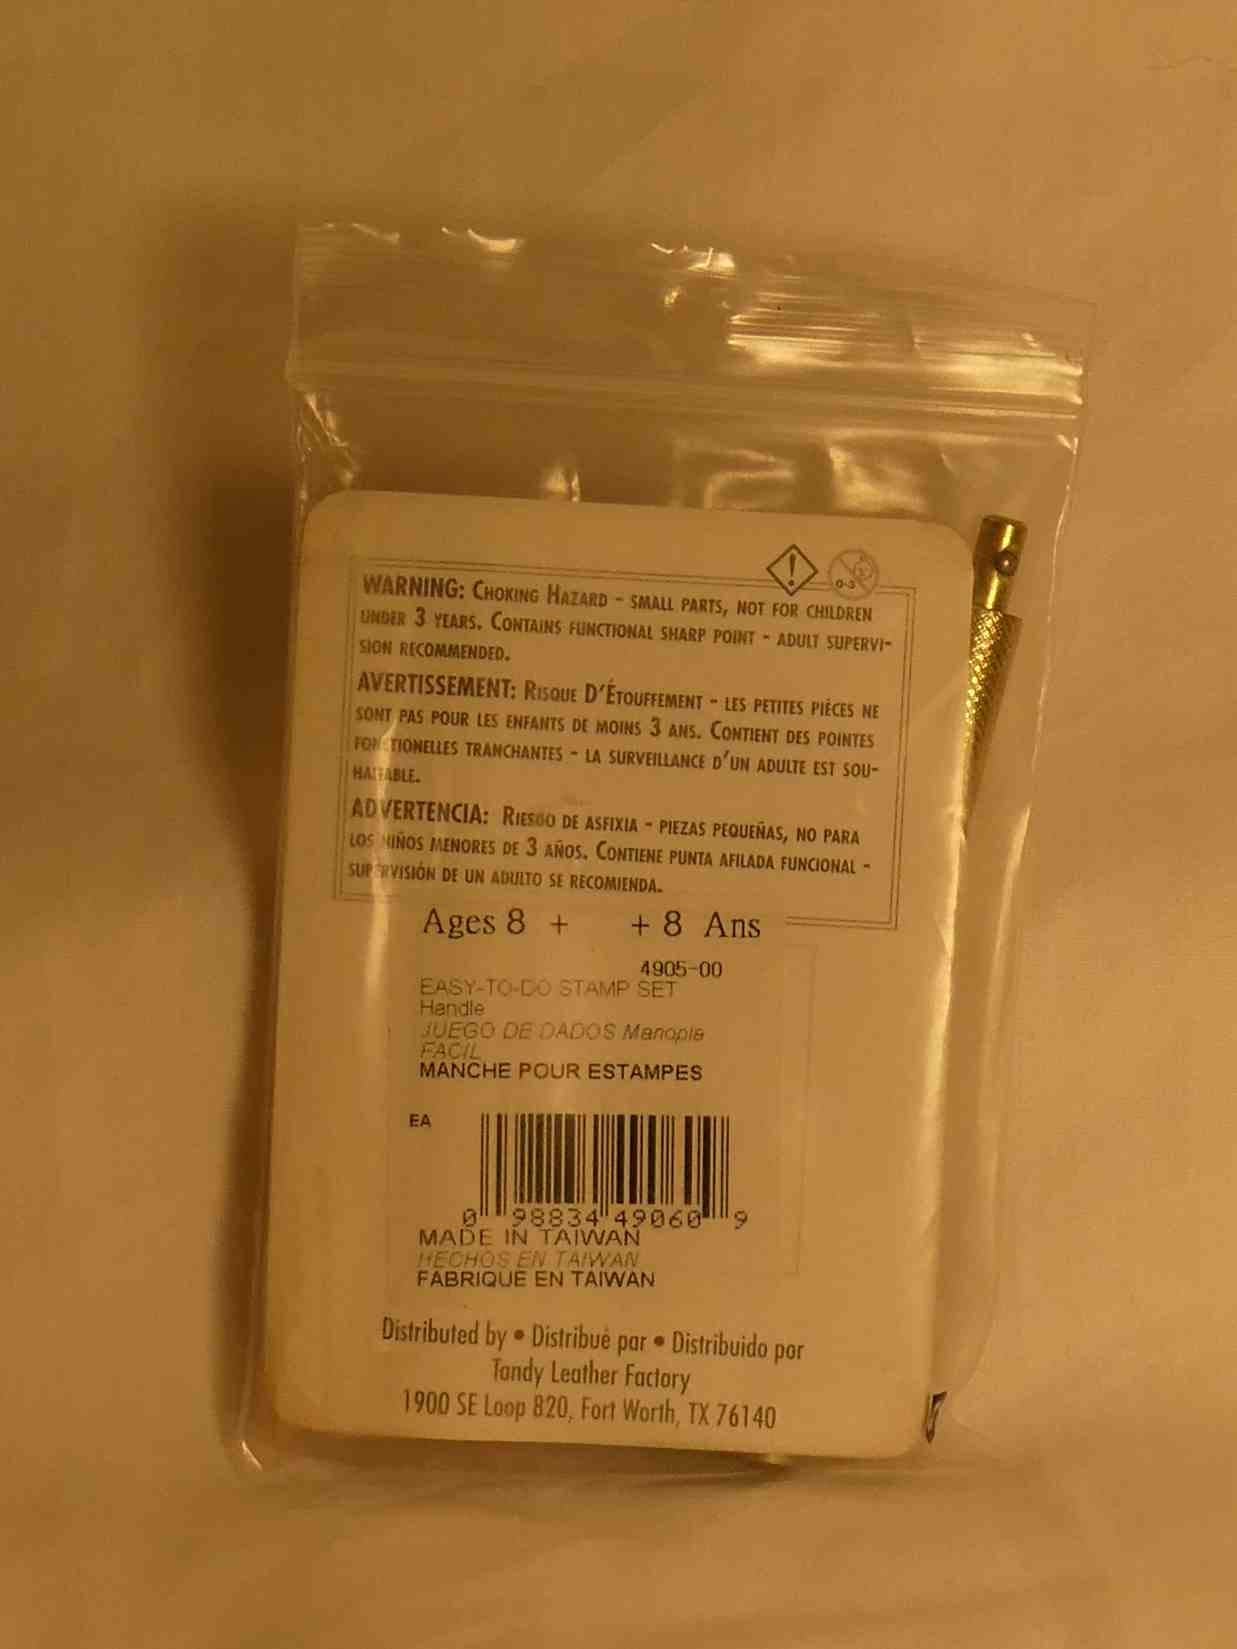 0-3
WARNING: CHOKING HAZARD - SMALL PARTS, NOT FOR CHILDREN
UNDER 3 YEARS. CONTAINS FUNCTIONAL SHARP POINT - ADULT SUPERVI-
SION RECOMMENDED.
AVERTISSEMENT: RISQUE D'ÉTOUFFEMENT - LES PETITES PIÈCES NE
SONT PAS POUR LES ENFANTS DE MOINS 3 ANS. CONTIENT DES POINTES
FONCTIONELLES TRANCHANTES - LA SURVEILLANCE D'UN ADULTE EST SOU-
HAITABLE.
ADVERTENCIA: RIESGO DE ASFIXIA - PIEZAS PEQUEÑAS, NO PARA
LOS NIÑOS MENORES DE 3 AÑOS. CONTIENE PUNTA AFILADA FUNCIONAL -
SUPERVISIÓN DE UN ADULTO SE RECOMIENDA.
Ages 8 + + 8 Ans
4905-00
EASY-TO-DO STAMP SET
Handle
JUEGO DE DADOS Manopla
FACIL
MANCHE POUR ESTAMPES
EA
0 98834 49060 9
MADE IN TAIWAN
HECHOS EN TAIWAN
FABRIQUE EN TAIWAN
Distributed by • Distribué par • Distribuido por
Tandy Leather Factory
1900 SE Loop 820, Fort Worth, TX 76140